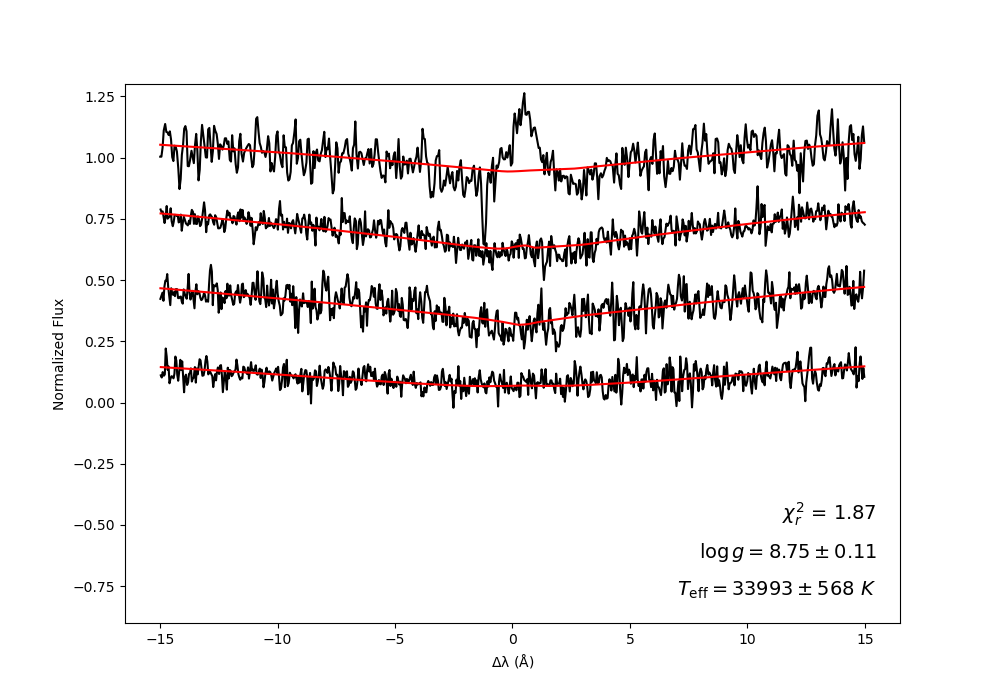 1.25
1.00
0.75
0.50
0.25
0.00
−0.25
−0.50
−0.75
Normalized Flux
χ²ᵣ = 1.87
log g = 8.75 ± 0.11
T_eff = 33993 ± 568 K
−15 −10 −5 0 5 10 15
Δλ (Å)